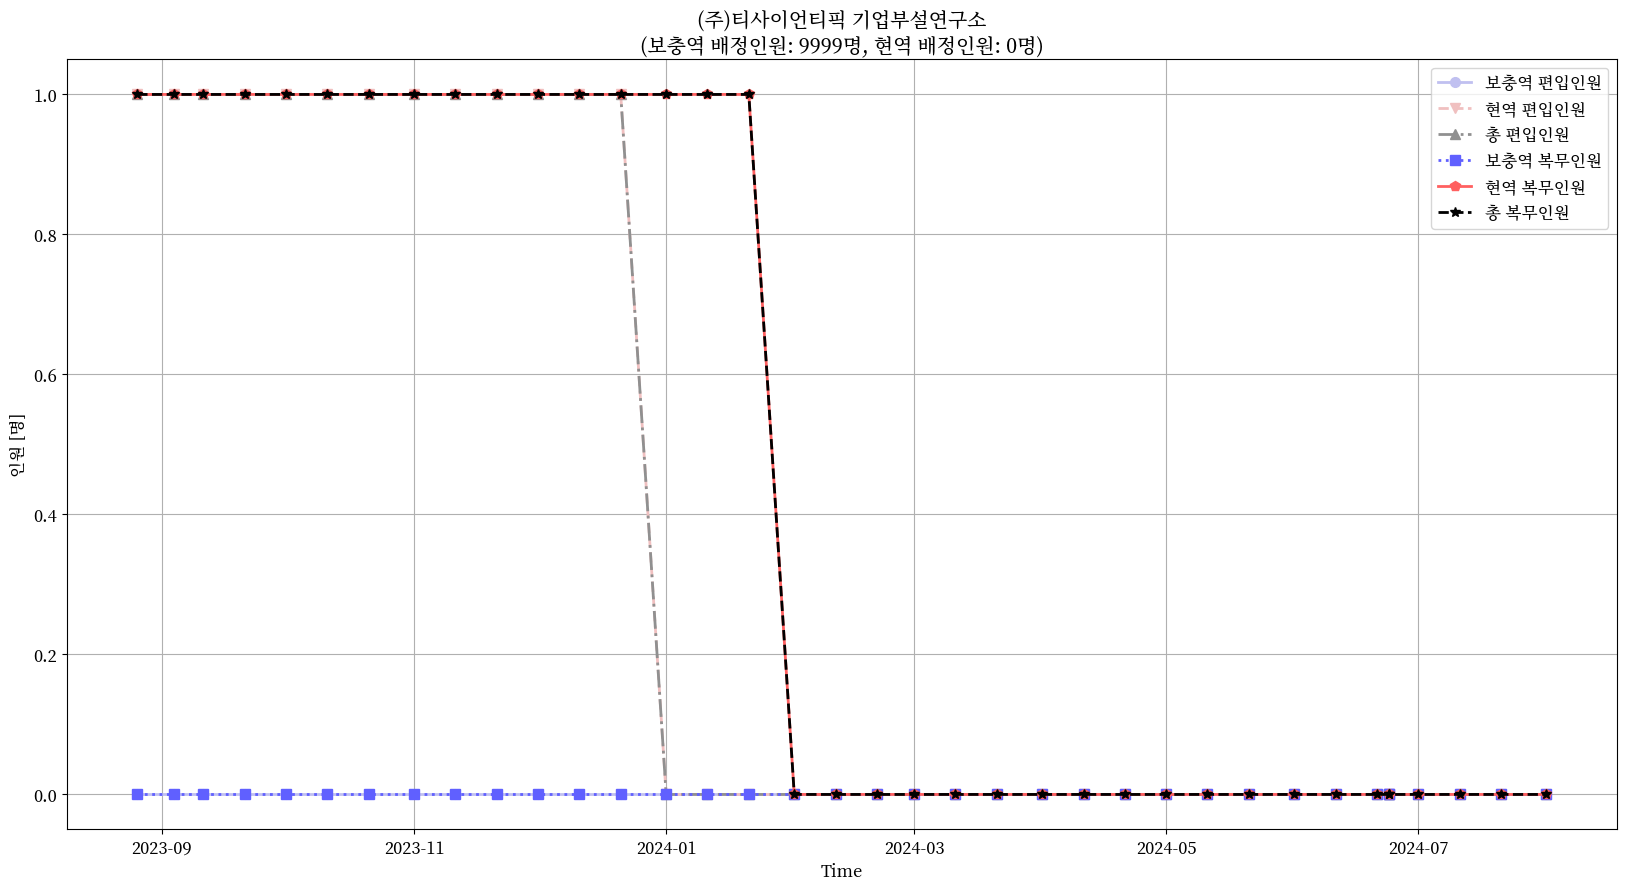 (주)티사이언티픽 기업부설연구소
(보충역 배정인원: 9999명, 현역 배정인원: 0명)
보충역 편입인원
현역 편입인원
총 편입인원
보충역 복무인원
현역 복무인원
총 복무인원
인원 [명]
1.0
0.8
0.6
0.4
0.2
0.0
2023-09
2023-11
2024-01
2024-03
2024-05
2024-07
Time